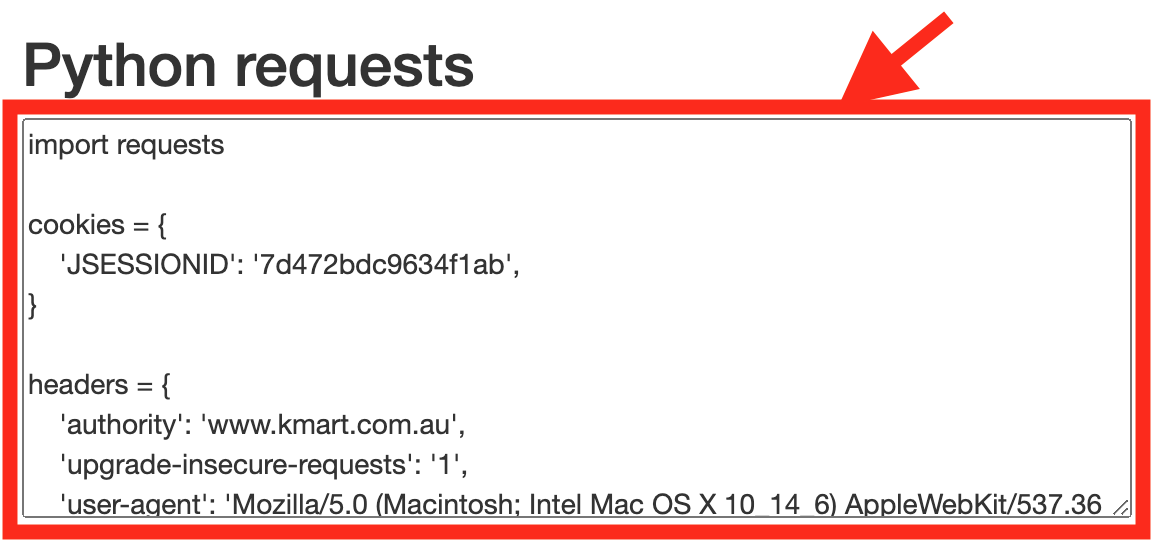 Python requests
import requests
cookies = {
    'JSESSIONID': '7d472bdc9634f1ab',
}
headers = {
    'authority': 'www.kmart.com.au',
    'upgrade-insecure-requests': '1',
    'user-agent': 'Mozilla/5.0 (Macintosh; Intel Mac OS X 10_14_6) AppleWebKit/537.36